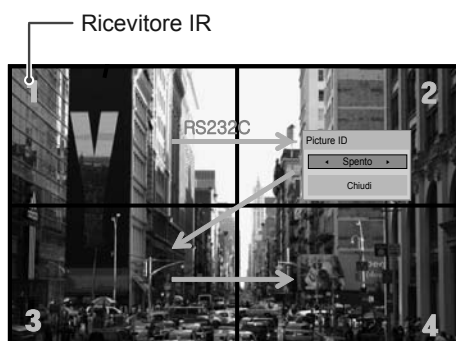 Ricevitore IR
1
2
RS232C
Picture ID
Spento
Chiudi
3
4